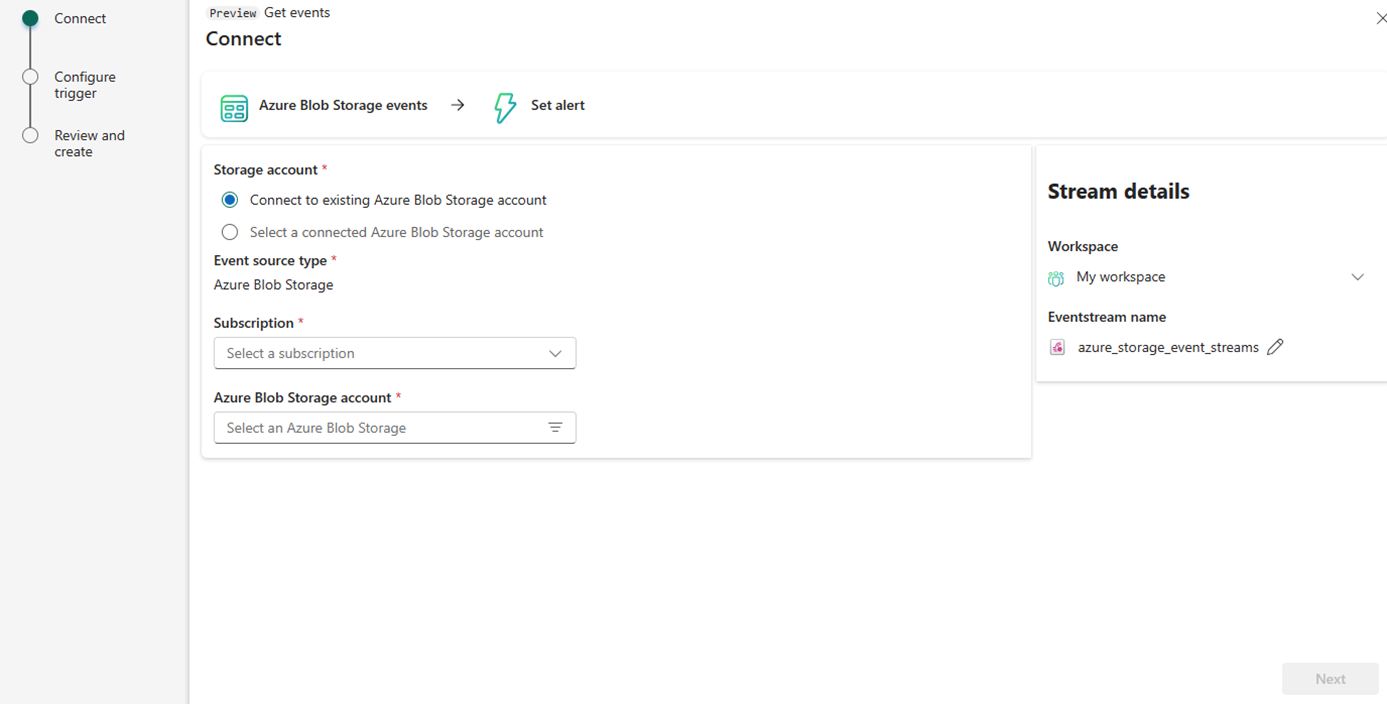 Connect
Configure
trigger
Review and
create
Preview Get events
Connect
Azure Blob Storage events
Set alert
Storage account *
Connect to existing Azure Blob Storage account
Select a connected Azure Blob Storage account
Event source type *
Azure Blob Storage
Subscription *
Select a subscription
Azure Blob Storage account *
Select an Azure Blob Storage
Stream details
Workspace
My workspace
Eventstream name
azure_storage_event_streams
Next